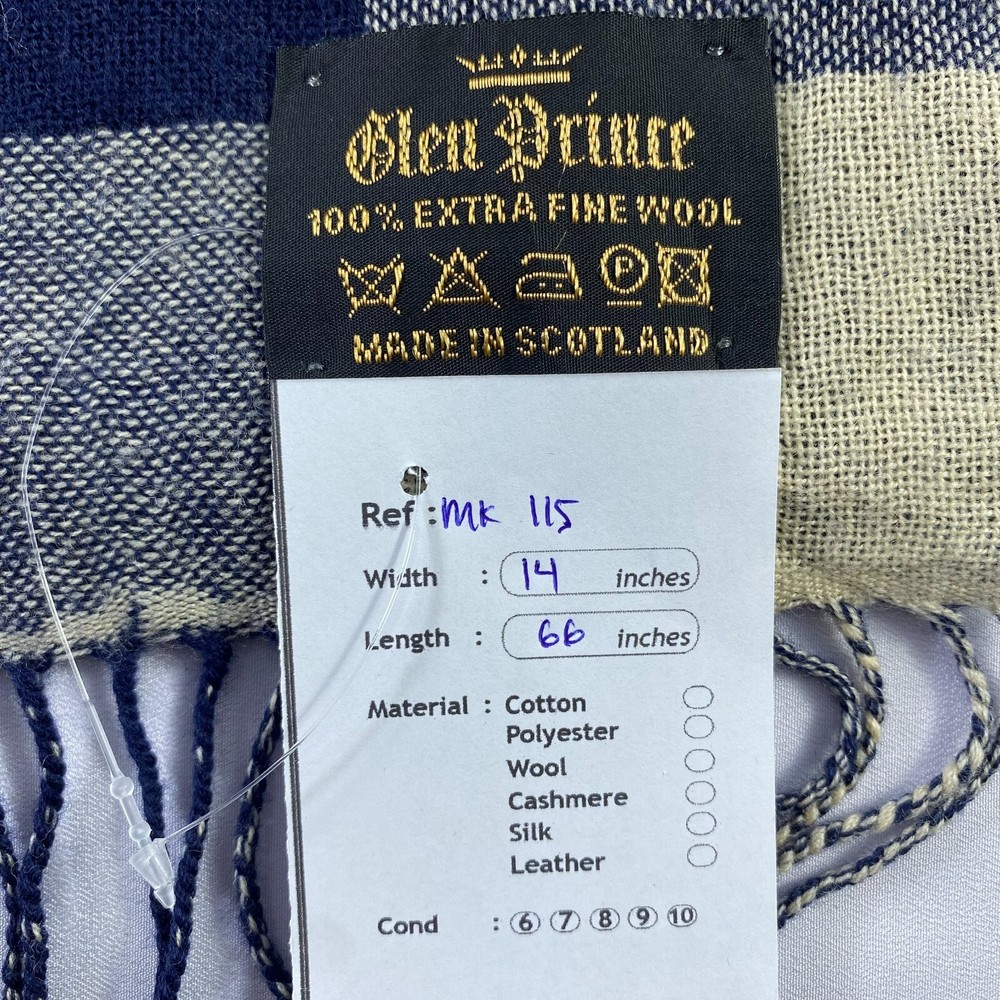 Glen Prince
100% EXTRA FINE WOOL
P
MADE IN SCOTLAND
Ref : MK 115
Width : 14 inches
Length : 66 inches
Material : Cotton
Polyester
Wool
Cashmere
Silk
Leather
Cond : 6 7 8 9 10